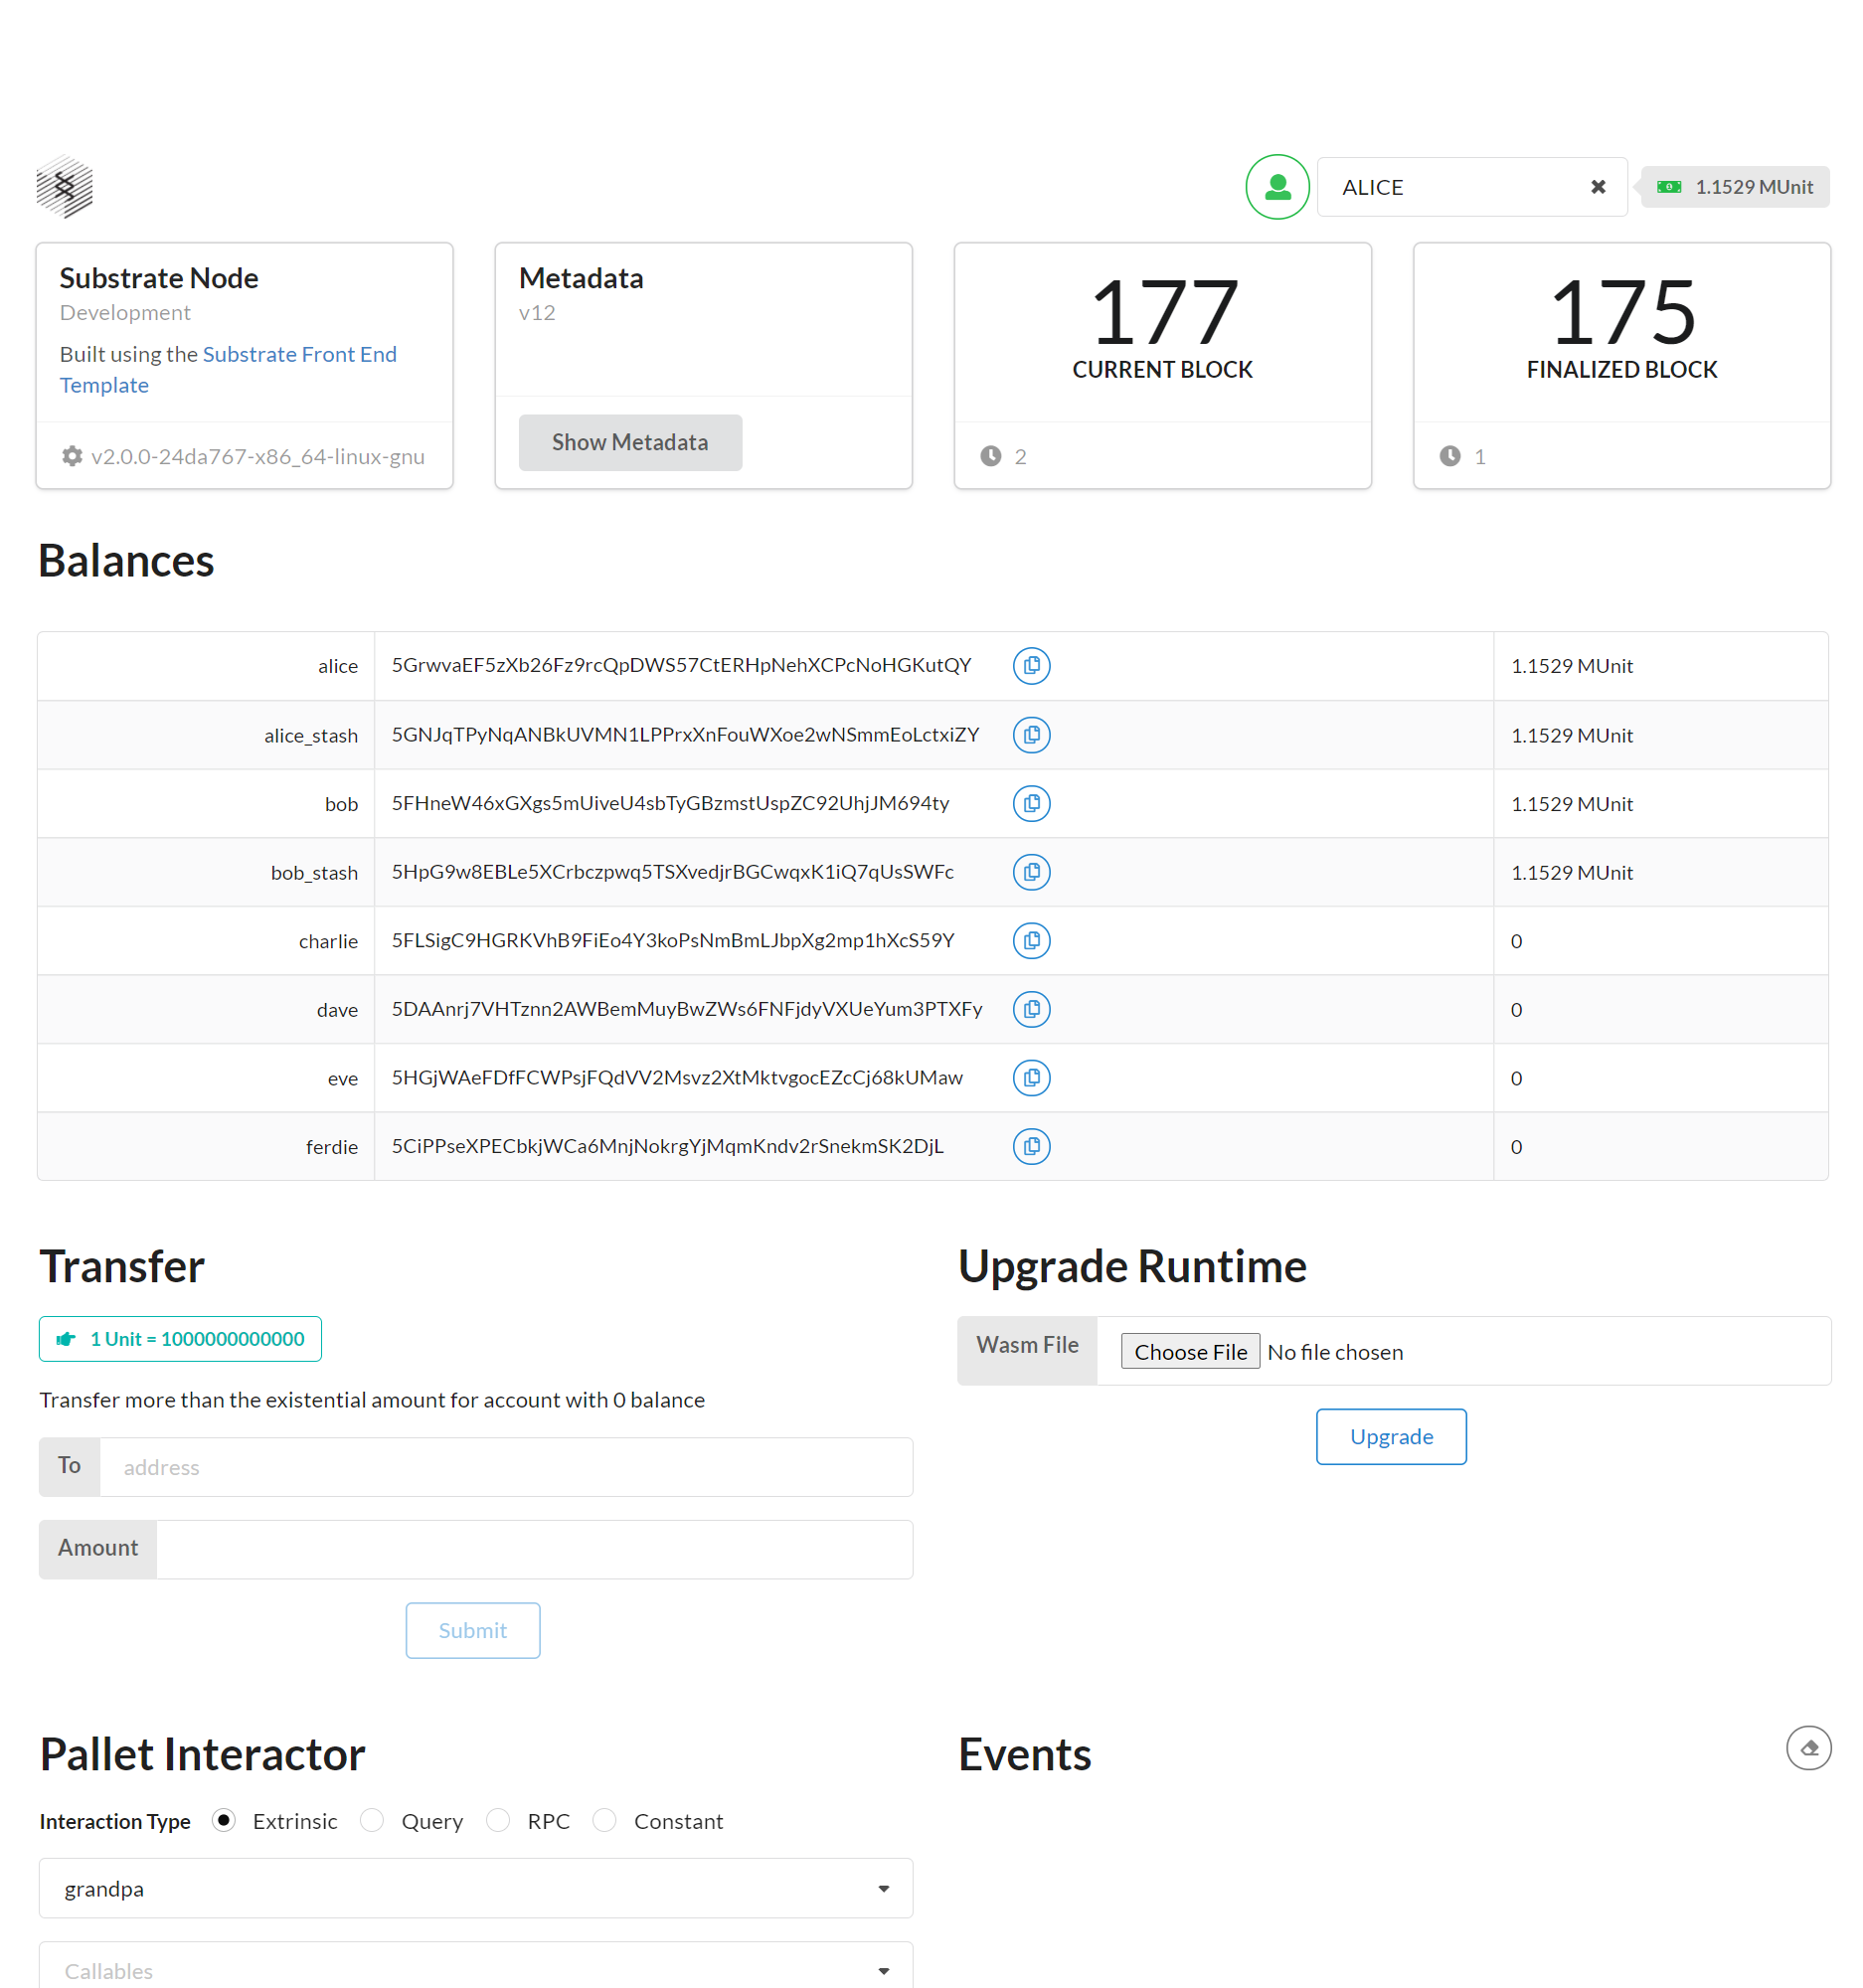 ALICE
1.1529 MUnit
Substrate Node
Development
Built using the Substrate Front End
Template
v2.0.0-24da767-x86_64-linux-gnu
Metadata
v12
Show Metadata
177
CURRENT BLOCK
2
175
FINALIZED BLOCK
1
Balances
alice 5GrwvaEF5zXb26Fz9rcQpDWS57CtERHpNehXCPcNoHGKutQY 1.1529 MUnit
alice_stash 5GNJqTPyNqANBkUVMN1LPPrxXnFouWXoe2wNSmmEoLctxiZY 1.1529 MUnit
bob 5FHneW46xGXgs5mUiveU4sbTyGBzmstUspZC92UhjJM694ty 1.1529 MUnit
bob_stash 5HpG9w8EBLe5XCrbczpwq5TSXvedjrBGCwqxK1iQ7qUsSWFc 1.1529 MUnit
charlie 5FLSigC9HGRKVhB9FiEo4Y3koPsNmBmLJbpXg2mp1hXcS59Y 0
dave 5DAAnrj7VHTznn2AWBemMuyBwZWs6FNFjdyVXUeYum3PTXFy 0
eve 5HGjWAeFDfFCWPsjFQdVV2Msvz2XtMktvgocEZcCj68kUMaw 0
ferdie 5CiPPseXPECbkjWCa6MnjNokrgYjMqmKndv2rSnekmSK2DjL 0
Transfer
1 Unit = 1000000000000
Transfer more than the existential amount for account with 0 balance
To address
Amount
Submit
Upgrade Runtime
Wasm File Choose File No file chosen
Upgrade
Pallet Interactor
Interaction Type Extrinsic Query RPC Constant
grandpa
Callables
Events